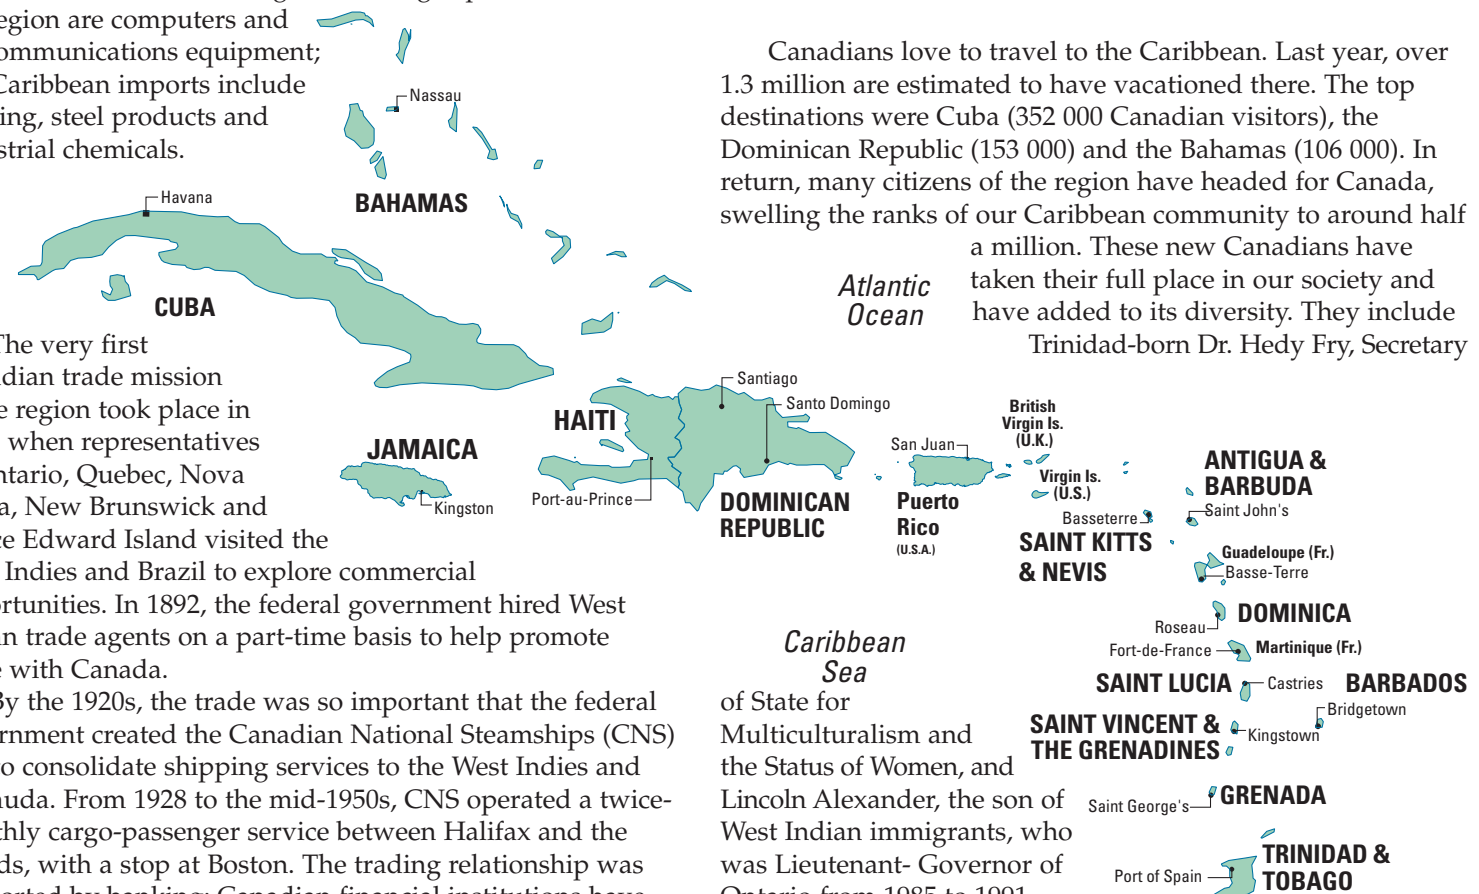 egion are computers and
ommunications equipment;
Caribbean imports include
ing, steel products and
strial chemicals.
The very first
dian trade mission
e region took place in
when representatives
ntario, Quebec, Nova
a, New Brunswick and
ce Edward Island visited the
Indies and Brazil to explore commercial
rtunities. In 1892, the federal government hired West
n trade agents on a part-time basis to help promote
e with Canada.
By the 1920s, the trade was so important that the federal
rnment created the Canadian National Steamships (CNS)
o consolidate shipping services to the West Indies and
uda. From 1928 to the mid-1950s, CNS operated a twice-
thly cargo-passenger service between Halifax and the
ds, with a stop at Boston. The trading relationship was
orted by banking: Canadian financial institutions have
Canadians love to travel to the Caribbean. Last year, over
1.3 million are estimated to have vacationed there. The top
destinations were Cuba (352 000 Canadian visitors), the
Dominican Republic (153 000) and the Bahamas (106 000). In
return, many citizens of the region have headed for Canada,
swelling the ranks of our Caribbean community to around half
a million. These new Canadians have
taken their full place in our society and
have added to its diversity. They include
Trinidad-born Dr. Hedy Fry, Secretary
of State for
Multiculturalism and
the Status of Women, and
Lincoln Alexander, the son of
West Indian immigrants, who
was Lieutenant- Governor of
Ontario from 1985 to 1991
Nassau
BAHAMAS
Havana
CUBA
Atlantic
Ocean
JAMAICA
Kingston
HAITI
Port-au-Prince
Santiago
Santo Domingo
DOMINICAN
REPUBLIC
San Juan
Puerto
Rico
(U.S.A.)
British
Virgin Is.
(U.K.)
Virgin Is.
(U.S.)
ANTIGUA &
BARBUDA
Saint John's
Basseterre
SAINT KITTS
& NEVIS
Guadeloupe (Fr.)
Basse-Terre
DOMINICA
Roseau
Fort-de-France
Martinique (Fr.)
Caribbean
Sea
SAINT LUCIA
Castries
BARBADOS
Bridgetown
SAINT VINCENT &
THE GRENADINES
Kingstown
Saint George's
GRENADA
TRINIDAD &
TOBAGO
Port of Spain